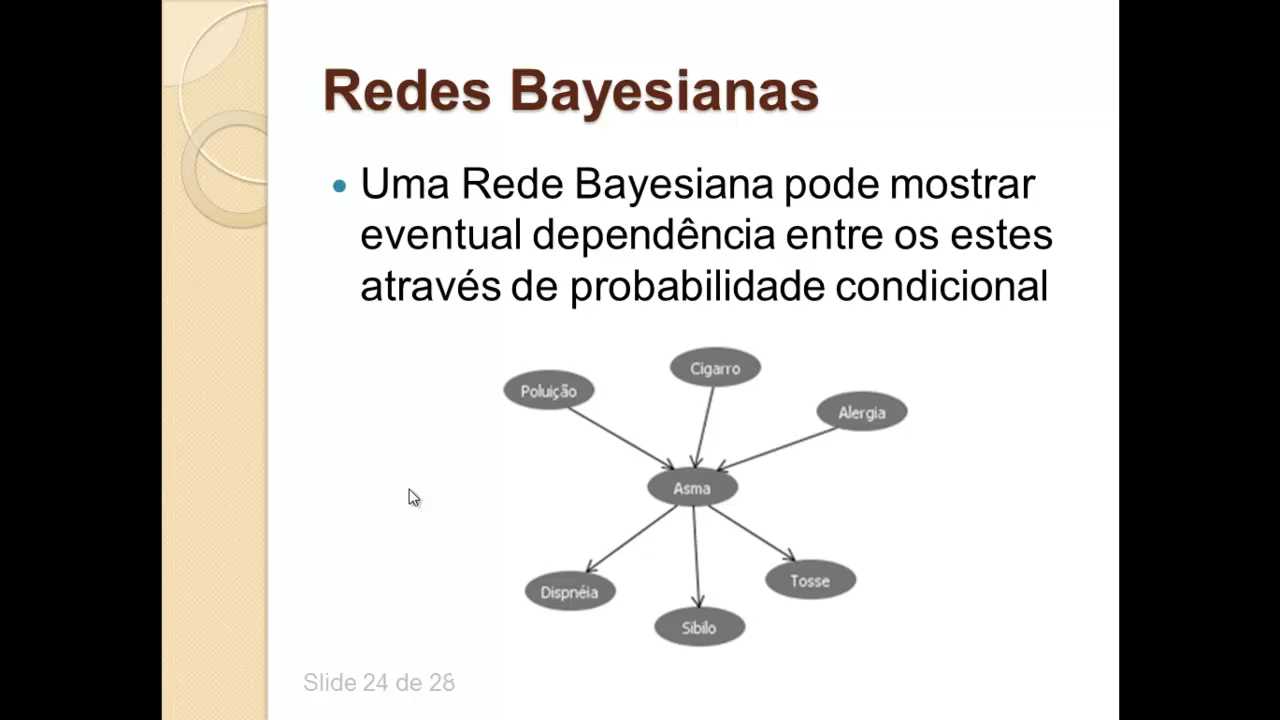 Redes Bayesianas
• Uma Rede Bayesiana pode mostrar
eventual dependência entre os estes
através de probabilidade condicional
Cigarro
Poluição
Alergia
Asma
Tosse
Dispnéia
Sibilo
Slide 24 de 28